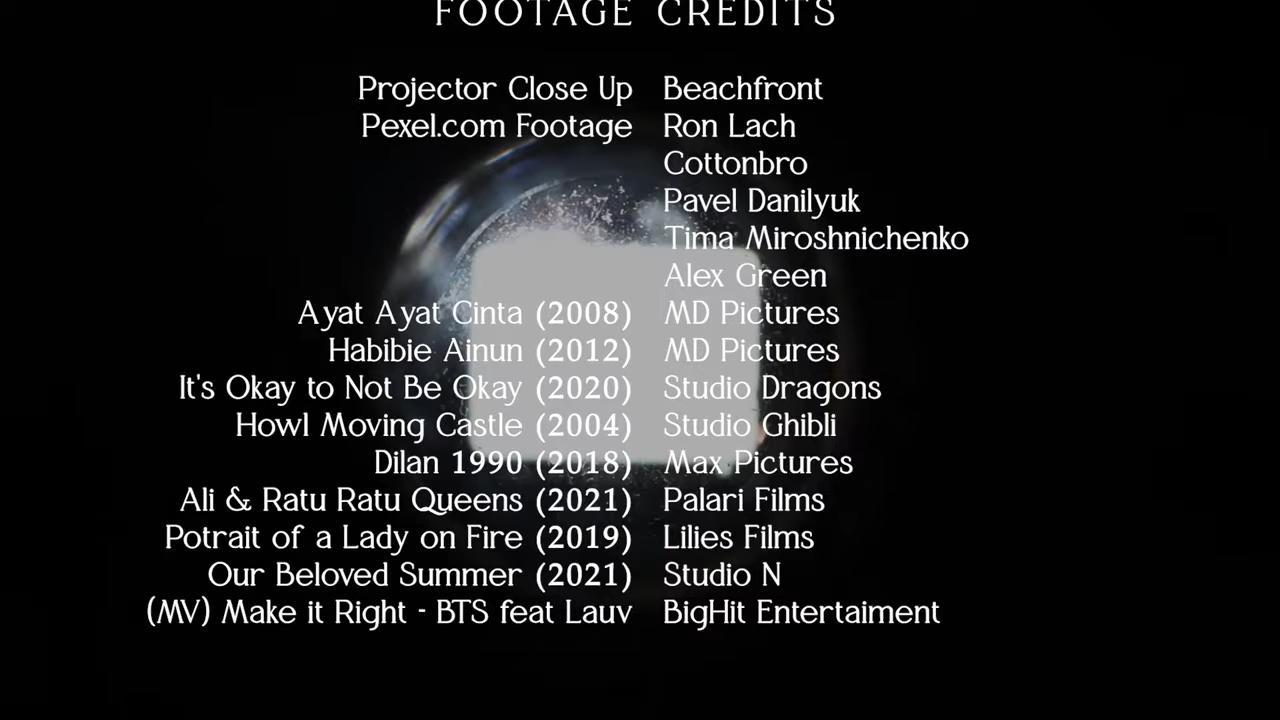 FOOTAGE CREDITS
Projector Close Up Beachfront
Pexel.com Footage Ron Lach
Cottonbro
Pavel Danilyuk
Tima Miroshnichenko
Alex Green
Ayat Ayat Cinta (2008) MD Pictures
Habibie Ainun (2012) MD Pictures
It's Okay to Not Be Okay (2020) Studio Dragons
Howl Moving Castle (2004) Studio Ghibli
Dilan 1990 (2018) Max Pictures
Ali & Ratu Ratu Queens (2021) Palari Films
Potrait of a Lady on Fire (2019) Lilies Films
Our Beloved Summer (2021) Studio N
(MV) Make it Right - BTS feat Lauv BigHit Entertaiment